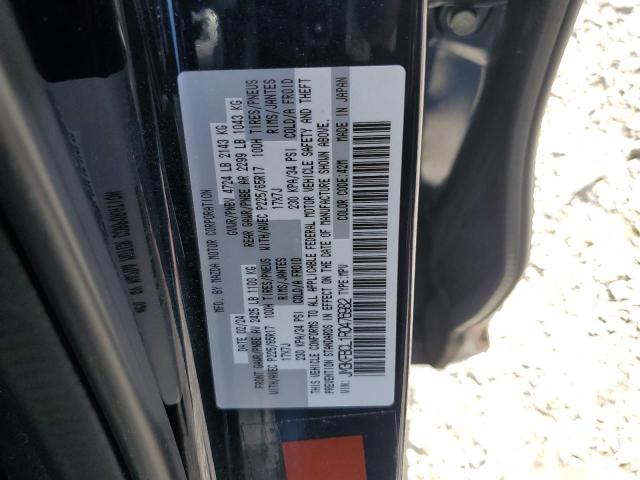 MFD. BY MAZDA MOTOR CORPORATION
DATE: 02/24 GVWR/PNBV 4724 LB 2143 KG
FRONT GAWR/PNBE AV 2425 LB 1100 KG REAR GAWR/PNBE AR 2299 LB 1043 KG
WITH/AVEC P225/65R17 100H TIRES/PNEUS WITH/AVEC P225/65R17 100H TIRES/PNEUS
17X7J RIMS/JANTES 17X7J RIMS/JANTES
230 KPA/34 PSI COLD/A FROID 230 KPA/34 PSI COLD/A FROID
THIS VEHICLE CONFORMS TO ALL APPLICABLE FEDERAL MOTOR VEHICLE SAFETY AND THEFT
PREVENTION STANDARDS IN EFFECT ON THE DATE OF MANUFACTURE SHOWN ABOVE.
VIN: TYPE:MPV COLOR CODE:42M MADE IN JAPAN